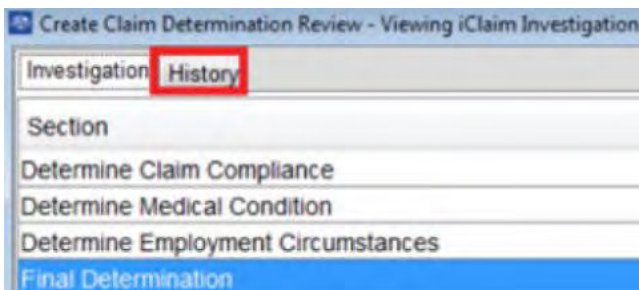 Create Claim Determination Review - Viewing iClaim Investigation
Investigation History
Section
Determine Claim Compliance
Determine Medical Condition
Determine Employment Circumstances
Final Determination